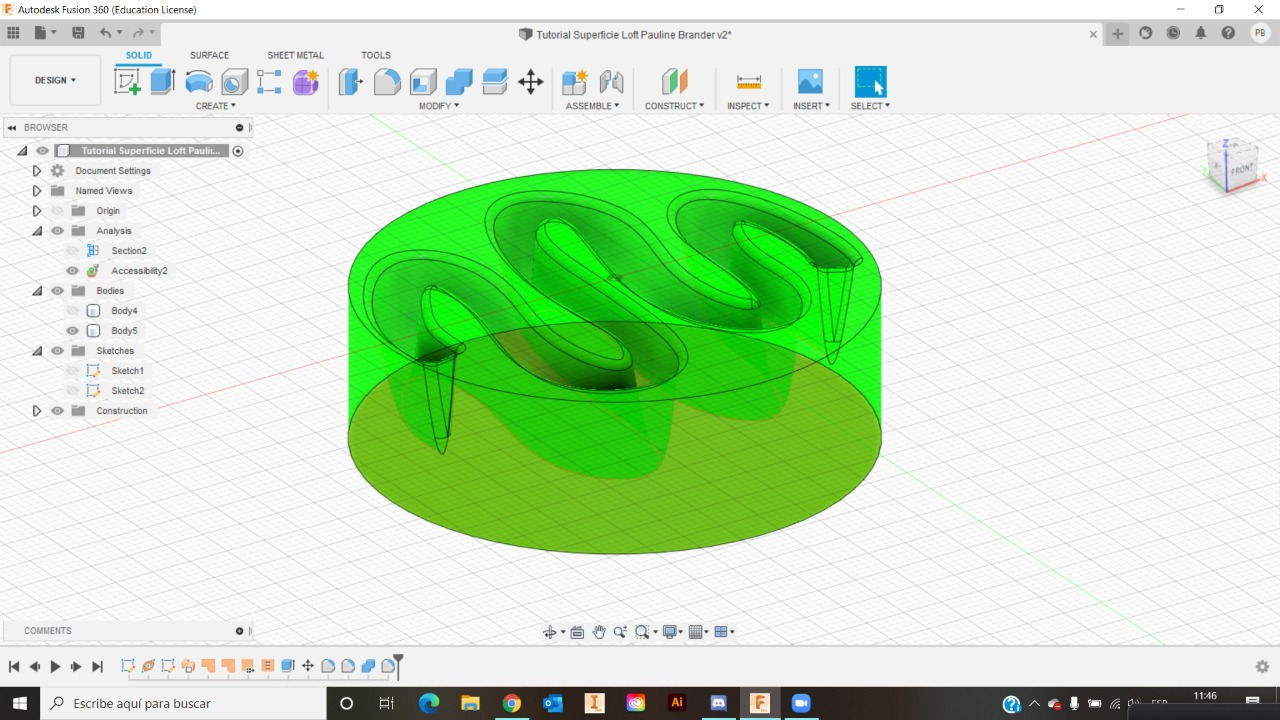 Autodesk Fusion 360 (Education License)
Tutorial Superficie Loft Pauline Brander v2*
PB
SOLID SURFACE SHEET METAL TOOLS
DESIGN
CREATE MODIFY ASSEMBLE CONSTRUCT INSPECT INSERT SELECT
BROWSER
Tutorial Superficie Loft Paulin...
Document Settings
Named Views
Origin
Analysis
Section2
Accessibility2
Bodies
Body4
Body5
Sketches
Sketch1
Sketch2
Construction
Z
FRONT
X
COMMENTS
Escribe aquí para buscar
Ai
11:46